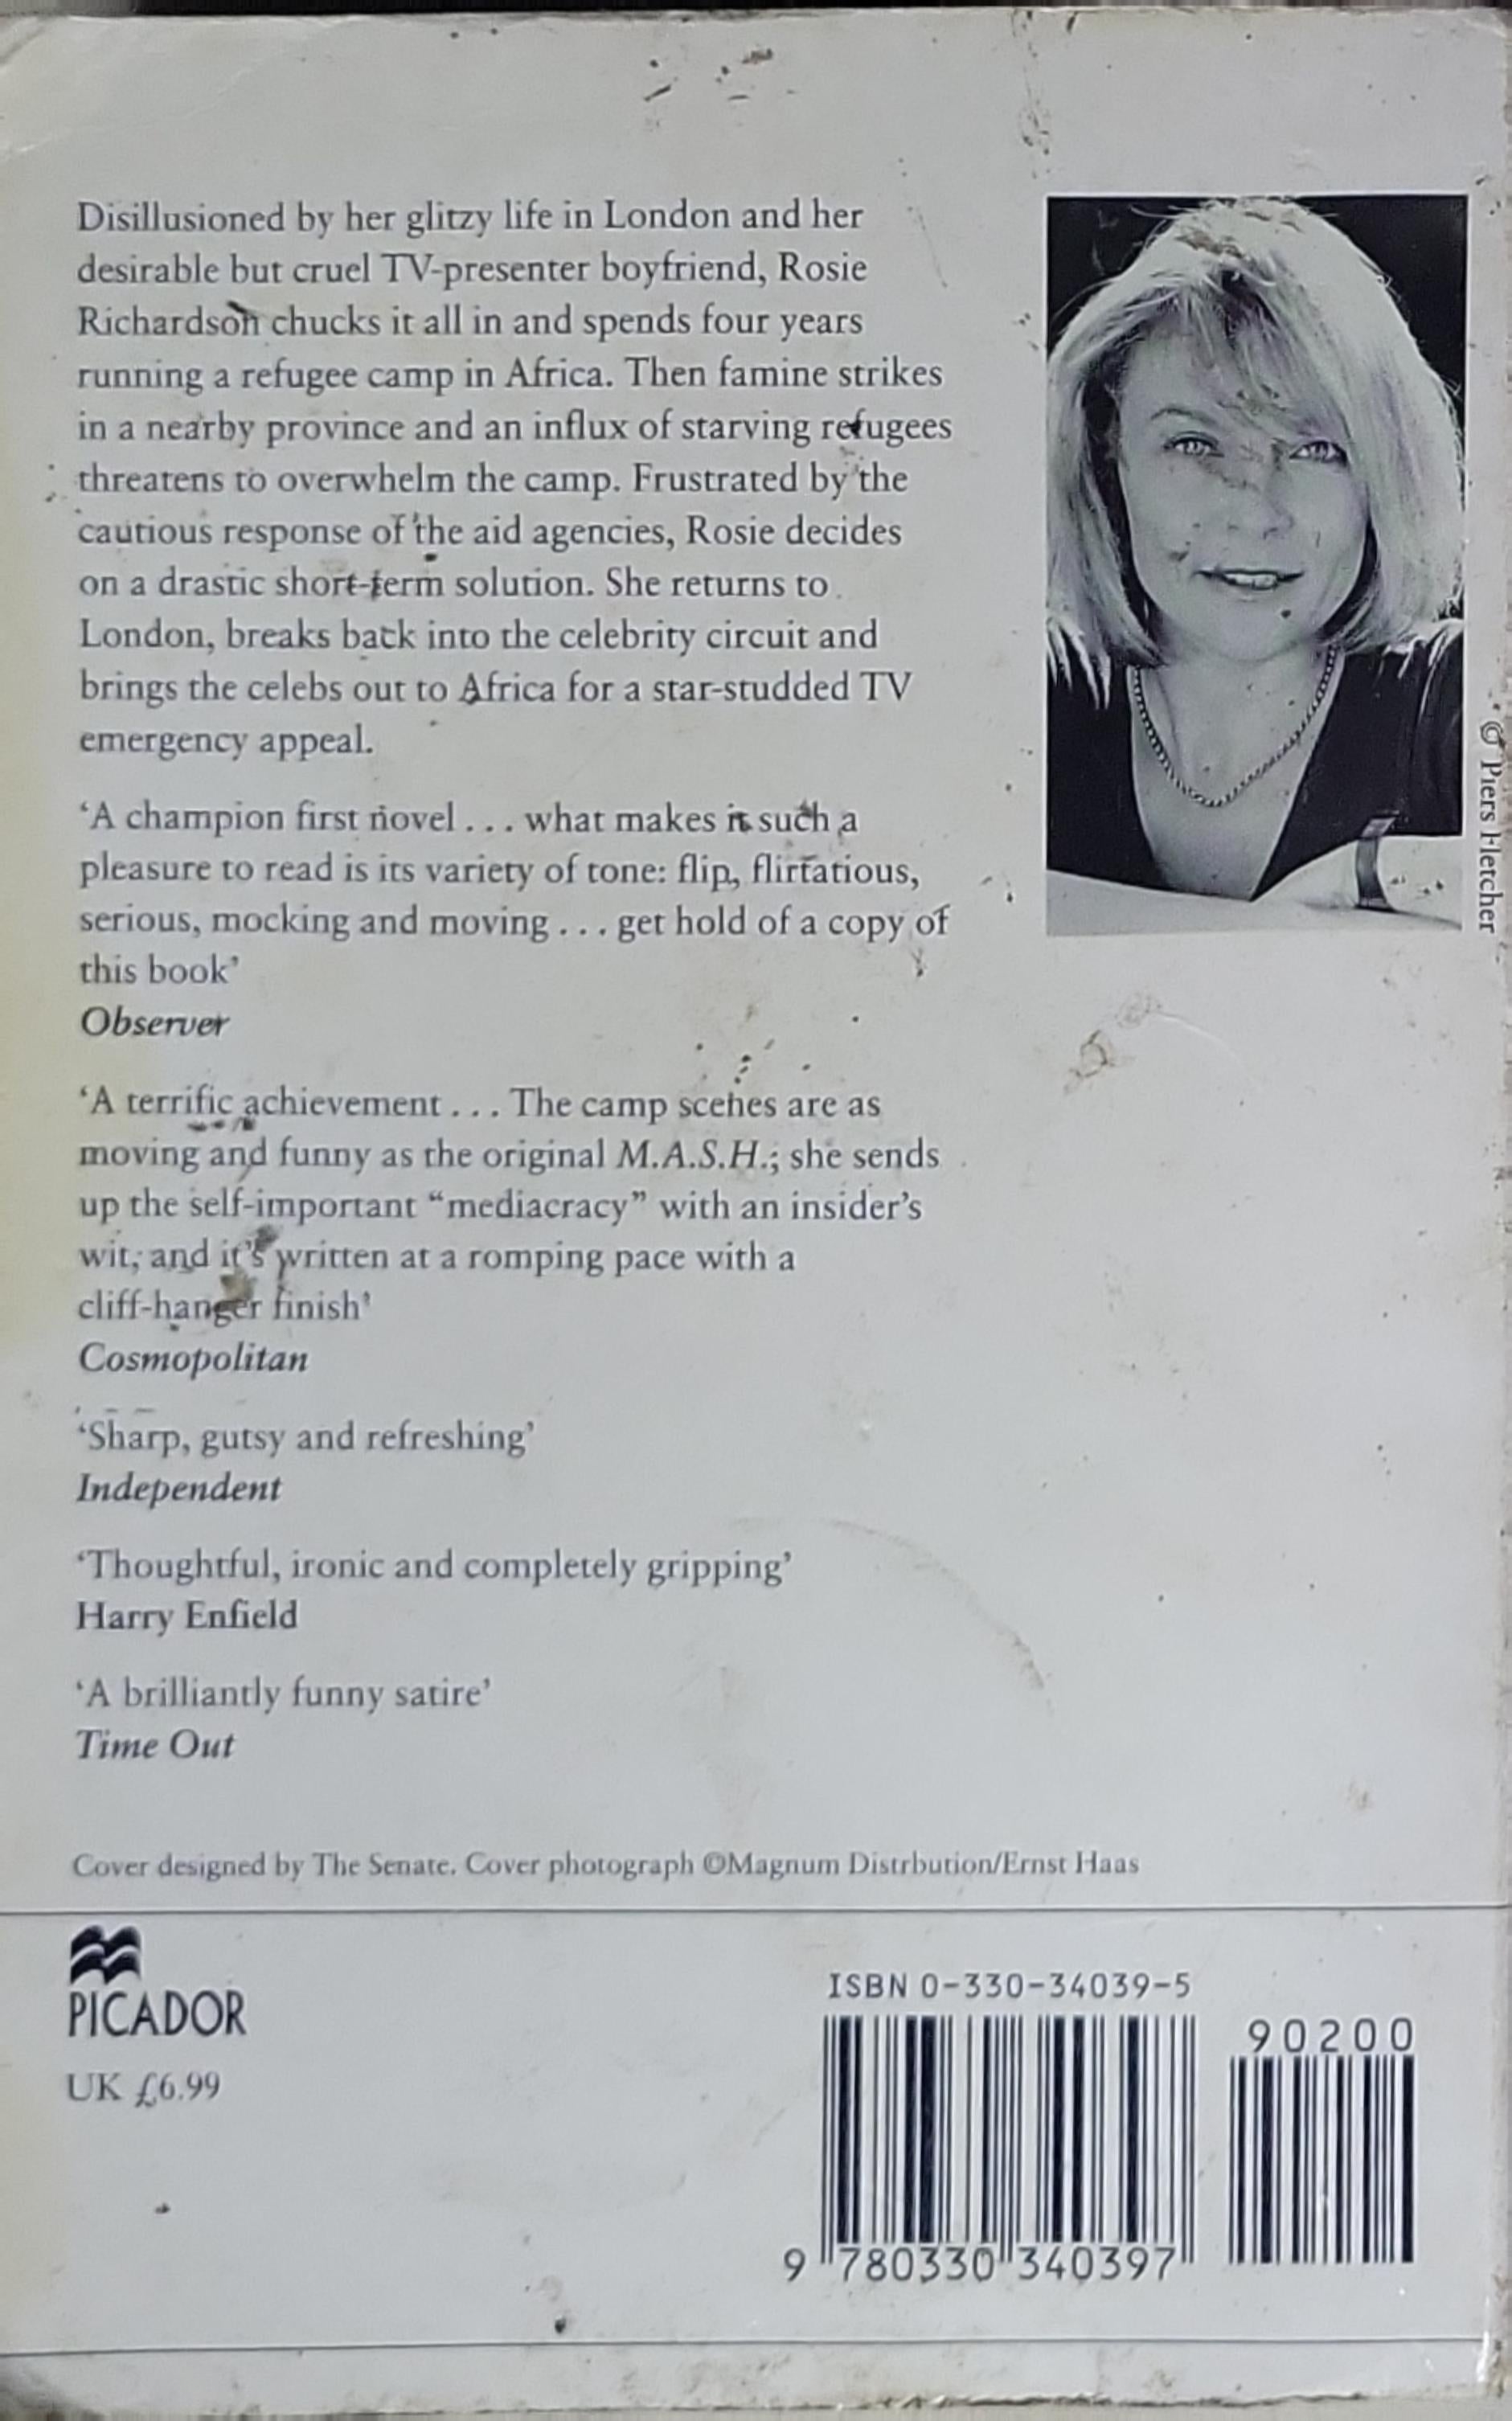 Disillusioned by her glitzy life in London and her
desirable but cruel TV-presenter boyfriend, Rosie
Richardson chucks it all in and spends four years
running a refugee camp in Africa. Then famine strikes
in a nearby province and an influx of starving refugees
threatens to overwhelm the camp. Frustrated by the
cautious response of the aid agencies, Rosie decides
on a drastic short-term solution. She returns to
London, breaks back into the celebrity circuit and
brings the celebs out to Africa for a star-studded TV
emergency appeal.
‘A champion first novel . . . what makes it such a
pleasure to read is its variety of tone: flip, flirtatious,
serious, mocking and moving . . . get hold of a copy of
this book’
Observer
‘A terrific achievement . . . The camp scenes are as
moving and funny as the original M.A.S.H.; she sends
up the self-important “mediacracy” with an insider’s
wit, and it’s written at a romping pace with a
cliff-hanger finish’
Cosmopolitan
‘Sharp, gutsy and refreshing’
Independent
‘Thoughtful, ironic and completely gripping’
Harry Enfield
‘A brilliantly funny satire’
Time Out
© Piers Fletcher
Cover designed by The Senate. Cover photograph ©Magnum Distrbution/Ernst Haas
PICADOR
UK £6.99
ISBN 0-330-34039-5
90200
9 780330 340397